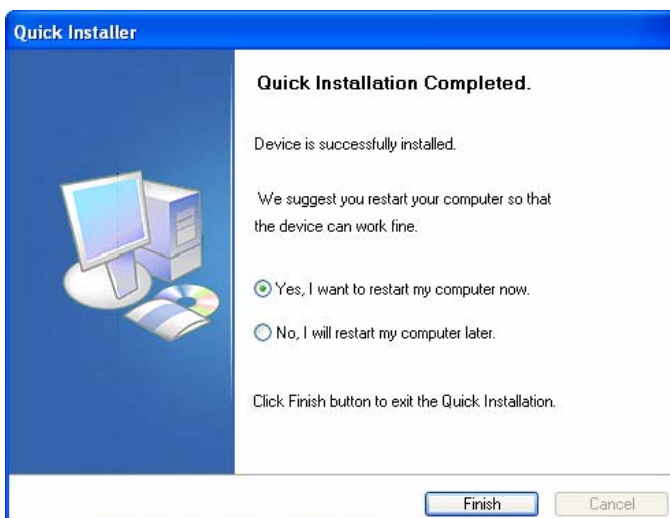 Quick Installer
Quick Installation Completed.
Device is successfully installed.
We suggest you restart your computer so that
the device can work fine.
Yes, I want to restart my computer now.
No, I will restart my computer later.
Click Finish button to exit the Quick Installation.
Finish
Cancel